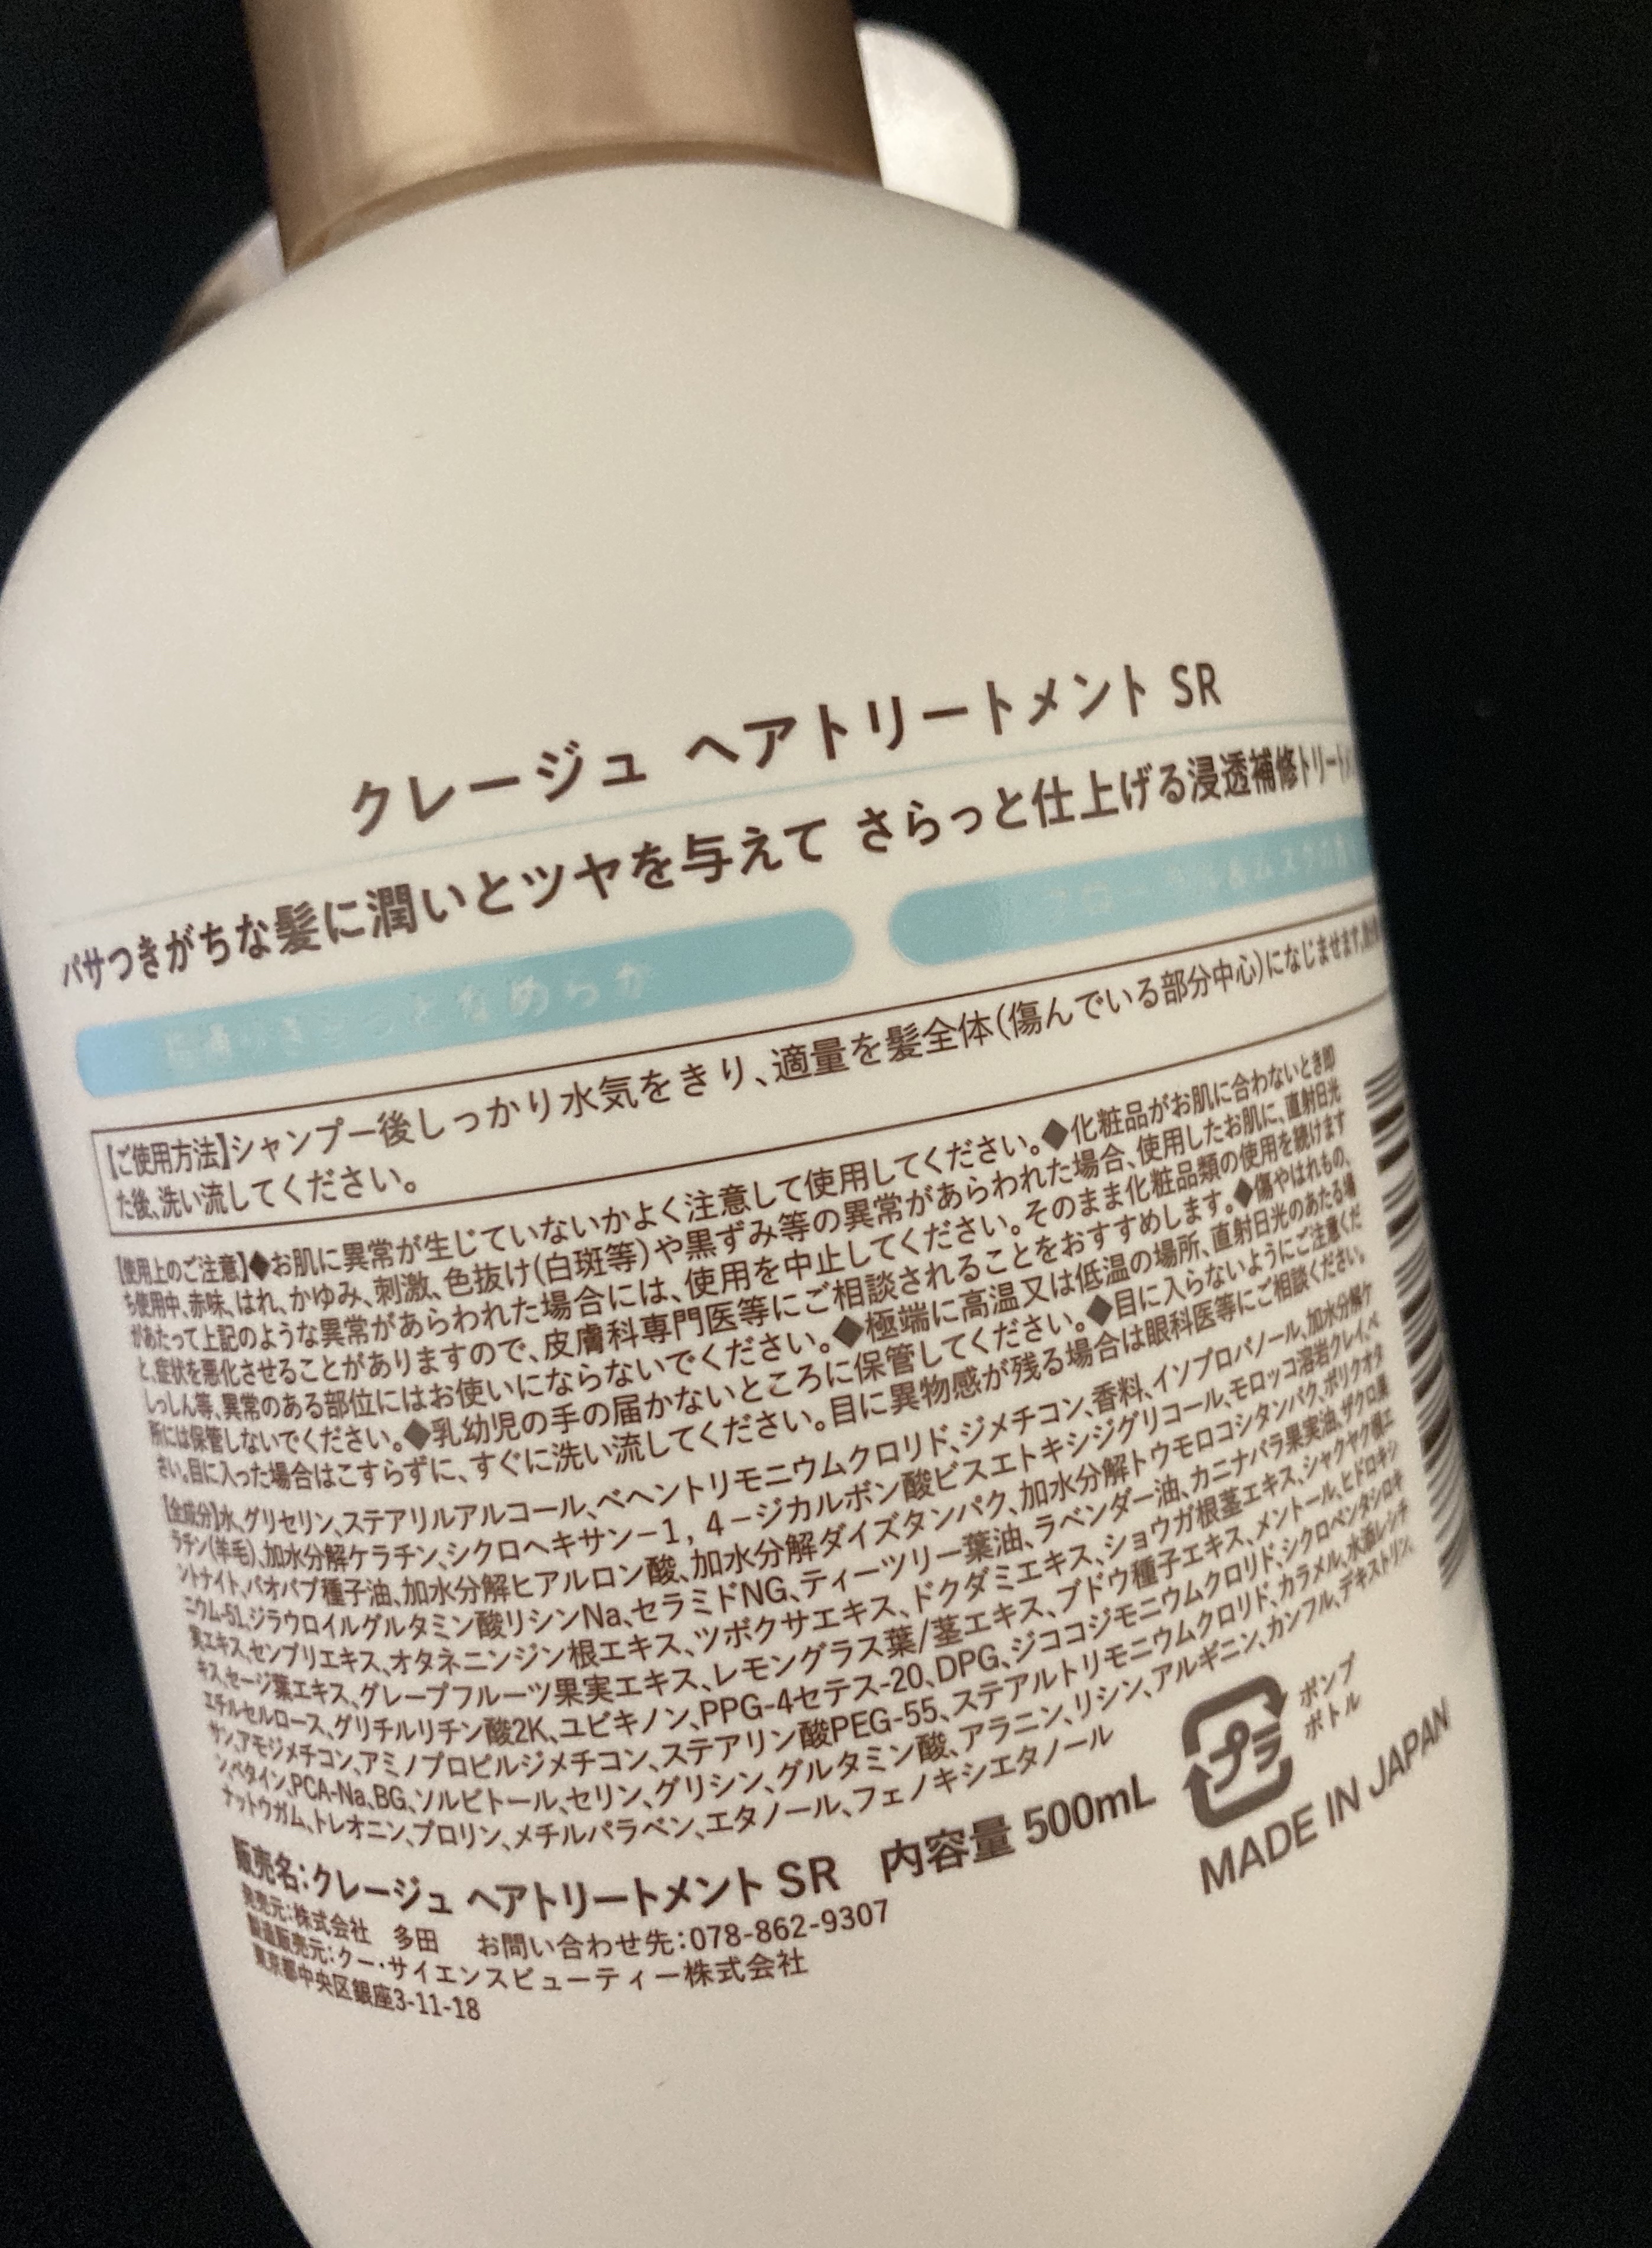 クレージュ ヘアトリートメント SR
パサつきがちな髪に潤いとツヤを与えて さらっと仕上げる浸透補修トリート
となめらか
【ご使用方法】シャンプー後しっかり水気をきり、適量を髪全体(傷んでいる部分中心)になじませます。
た後、洗い流してください。
【使用上のご注意】◆お肌に異常が生じていないかよく注意して使用してください。◆化粧品がお肌に合わないとき即
ち使用中、赤味、はれ、かゆみ、刺激、色抜け(白斑等)や黒ずみ等の異常があらわれた場合、使用したお肌に、直射日光
があたって上記のような異常があらわれた場合には、使用を中止してください。そのまま化粧品類の使用を続けます
と、症状を悪化させることがありますので、皮膚科専門医等にご相談されることをおすすめします。◆傷やはれもの、
しっしん等、異常のある部位にはお使いにならないでください。◆極端に高温又は低温の場所、直射日光のあたる場
所には保管しないでください。◆乳幼児の手の届かないところに保管してください。◆目に入らないようにご注意くだ
さい。目に入った場合はこすらずに、すぐに洗い流してください。目に異物感が残る場合は眼科医等にご相談ください。
【全成分】水、グリセリン、ステアリルアルコール、ベヘントリモニウムクロリド、ジメチコン、香料、イソプロパノール、加水分解ケ
ラチン(羊毛)、加水分解ケラチン、シクロヘキサン－1，4－ジカルボン酸ビスエトキシジグリコール、モロッコ溶岩クレイ、ベ
ントナイト、バオバブ種子油、加水分解ヒアルロン酸、加水分解ダイズタンパク、加水分解トウモロコシタンパク、ポリクオタ
ニウム-51、ジラウロイルグルタミン酸リシンNa、セラミドNG、ティーツリー葉油、ラベンダー油、カニナバラ果実油、ザクロ果
実エキス、センブリエキス、オタネニンジン根エキス、ツボクサエキス、ドクダミエキス、ショウガ根茎エキス、シャクヤク根エ
キス、セージ葉エキス、グレープフルーツ果実エキス、レモングラス葉/茎エキス、ブドウ種子エキス、メントール、ヒドロキシ
エチルセルロース、グリチルリチン酸2K、ユビキノン、PPG-4セテス-20、DPG、ジココジモニウムクロリド、シクロペンタシロキ
サン、アモジメチコン、アミノプロピルジメチコン、ステアリン酸PEG-55、ステアルトリモニウムクロリド、カラメル、水添レシチ
ン、ベタイン、PCA-Na、BG、ソルビトール、セリン、グリシン、グルタミン酸、アラニン、リシン、アルギニン、カンフル、デキストリン、
ナットウガム、トレオニン、プロリン、メチルパラベン、エタノール、フェノキシエタノール
販売名:クレージュ ヘアトリートメント SR 内容量 500mL
発売元:株式会社 多田 お問い合わせ先:078-862-9307
製造販売元:クー・サイエンスビューティー株式会社
東京都中央区銀座3-11-18
プラ
ポンプ
ボトル
MADE IN JAPAN